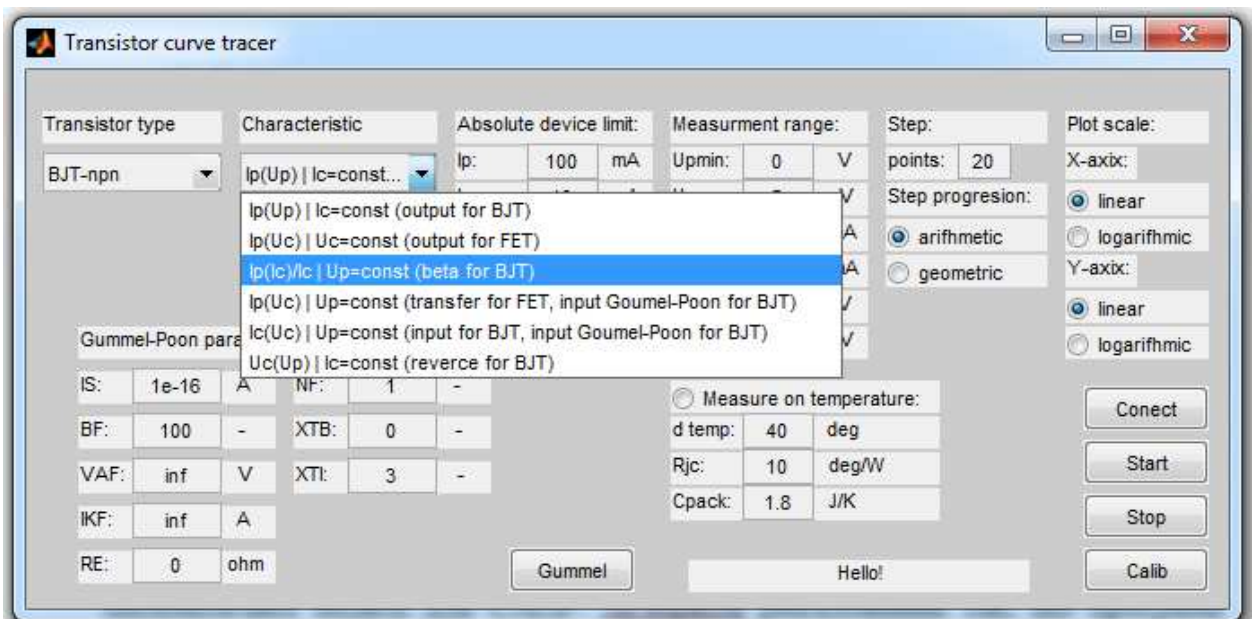 Transistor curve tracer
Transistor type Characteristic Absolute device limit: Measurment range: Step: Plot scale:
BJT-npn Ip(Up) | Ic=const... Ip: 100 mA Upmin: 0 V points: 20 X-axix:
V Step progresion: linear
Ip(Up) | Ic=const (output for BJT)
Ip(Uc) | Uc=const (output for FET) A arifhmetic logarifhmic
Ip(Ic)/Ic | Up=const (beta for BJT) geometric Y-axix:
Ip(Uc) | Up=const (transfer for FET, input Goumel-Poon for BJT) linear
Ic(Uc) | Up=const (input for BJT, input Goumel-Poon for BJT) logarifhmic
Uc(Up) | Ic=const (reverce for BJT)
Gummel-Poon para
IS: 1e-16 A NF: 1 - Measure on temperature: Conect
BF: 100 - XTB: 0 - d temp: 40 deg
VAF: inf V XTI: 3 - Rjc: 10 deg/W Start
IKF: inf A Cpack: 1.8 J/K Stop
RE: 0 ohm Gummel Hello! Calib